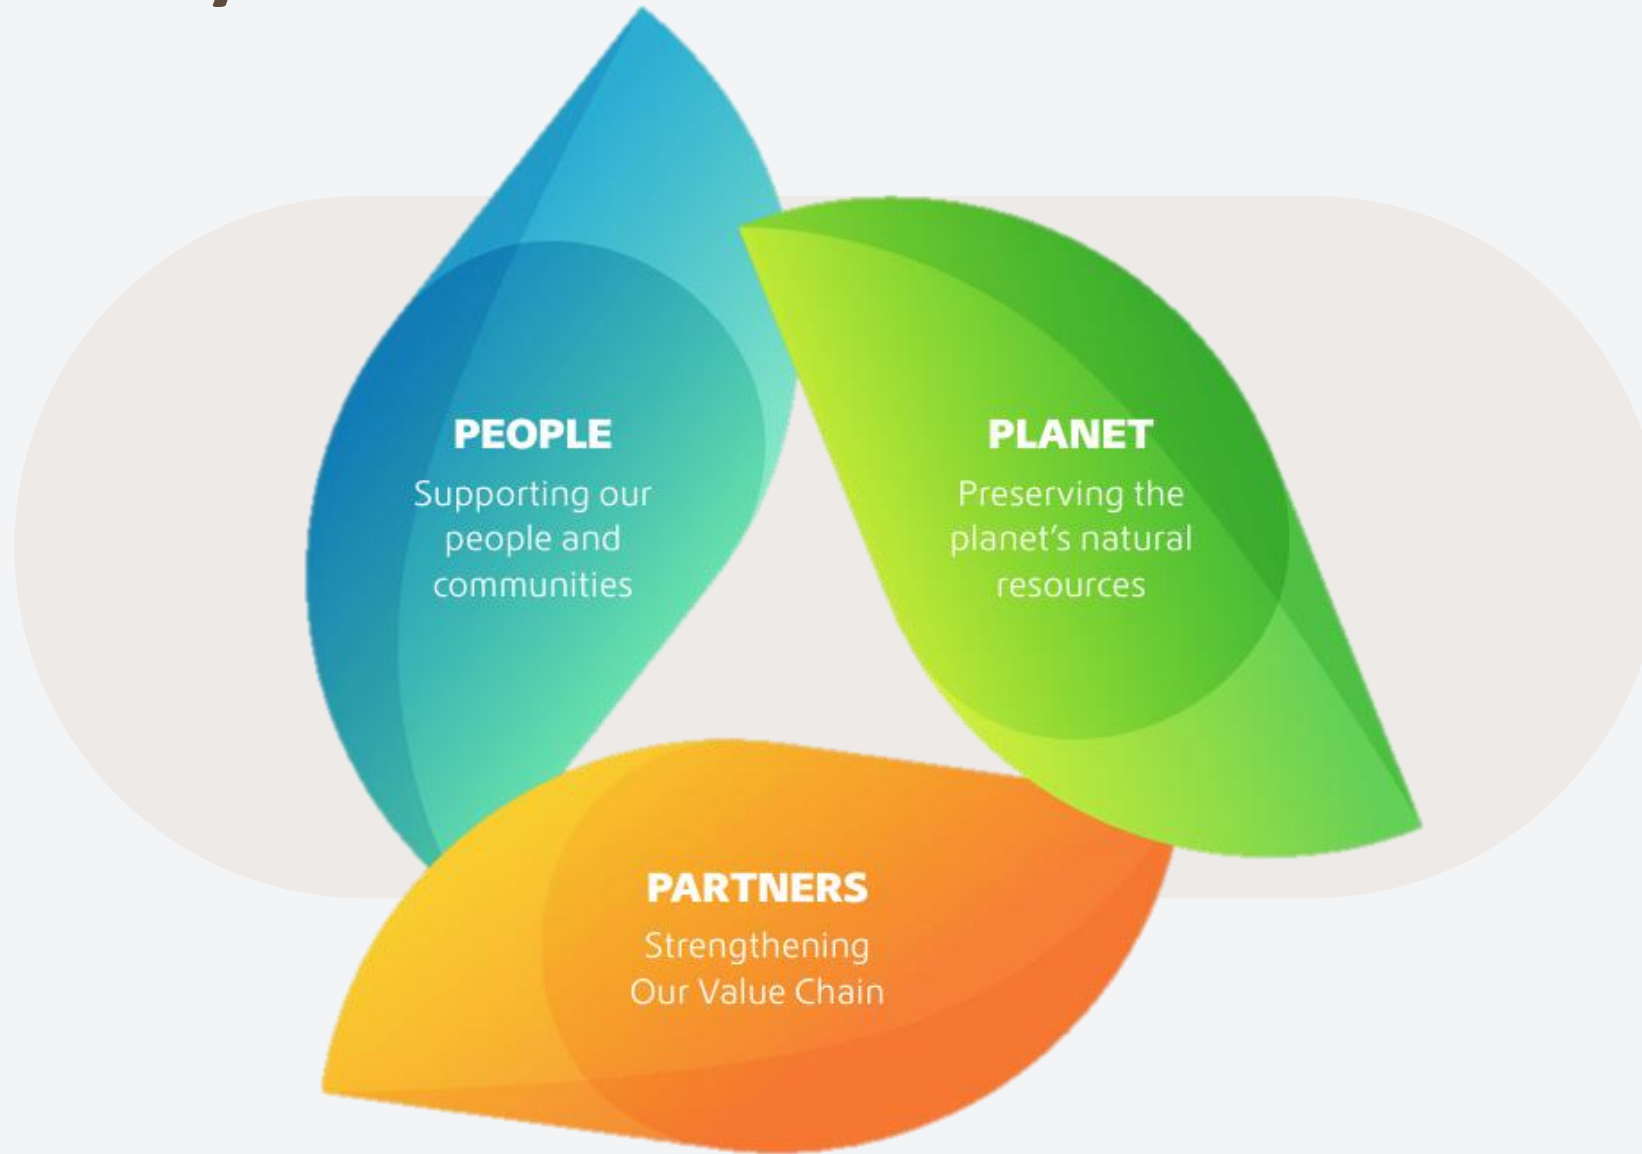 PEOPLE
Supporting our
people and
communities
PLANET
Preserving the
planet’s natural
resources
PARTNERS
Strengthening
Our Value Chain